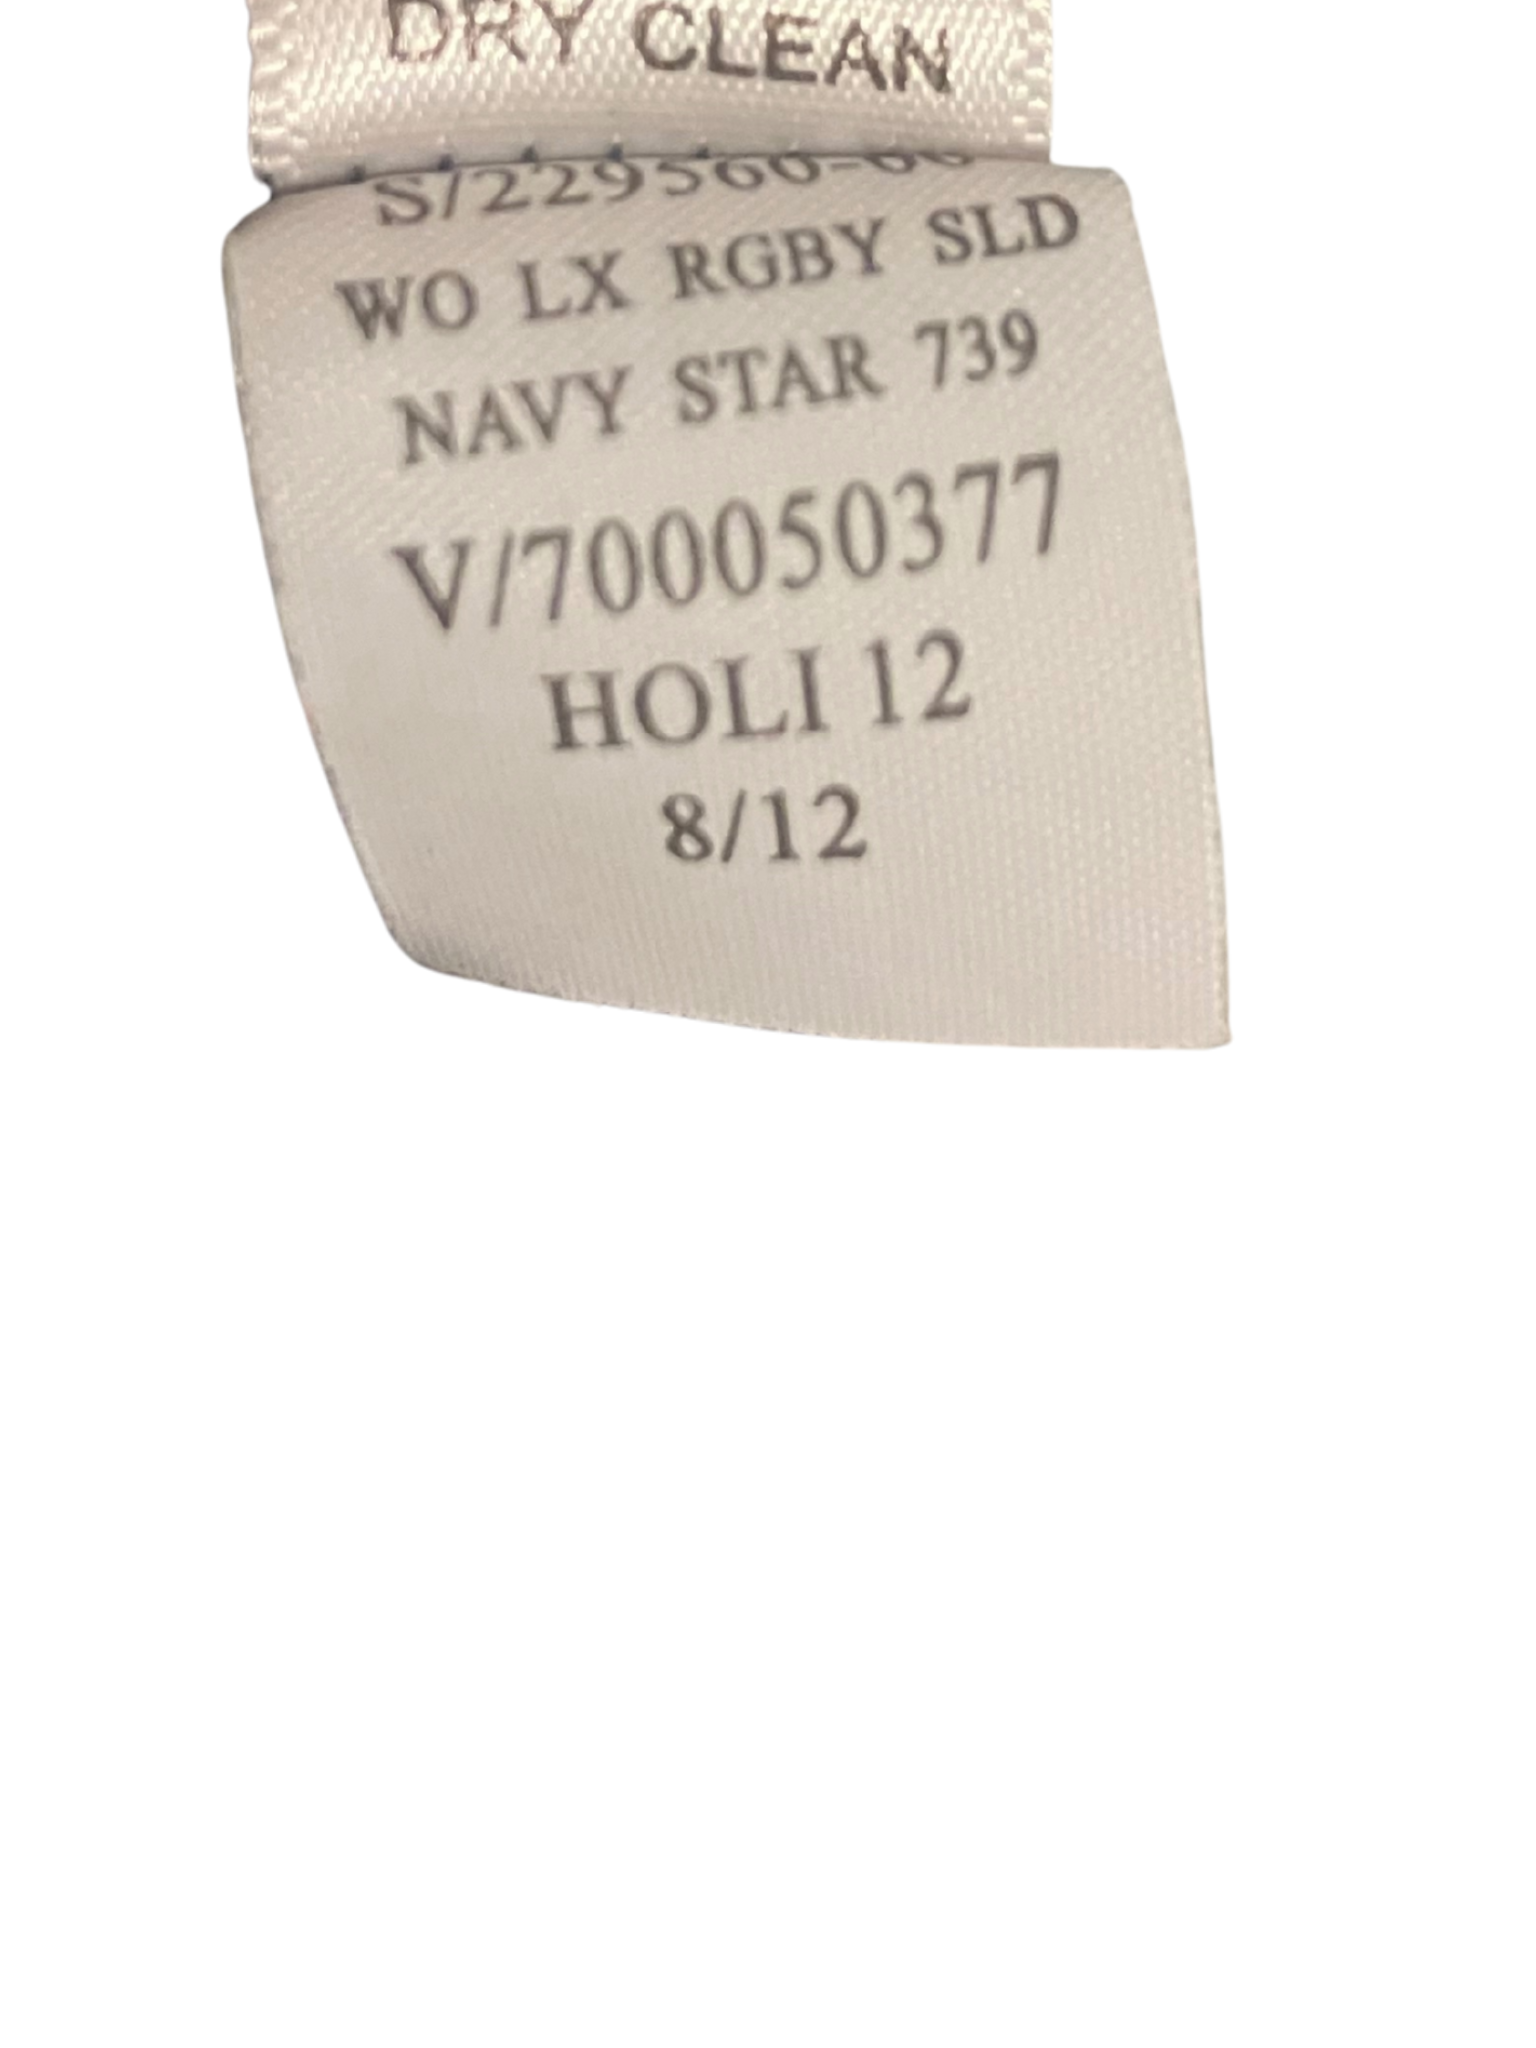 DRY CLEAN
WO LX RGBY SLD
NAVY STAR 739
V/700050377
HOLI 12
8/12